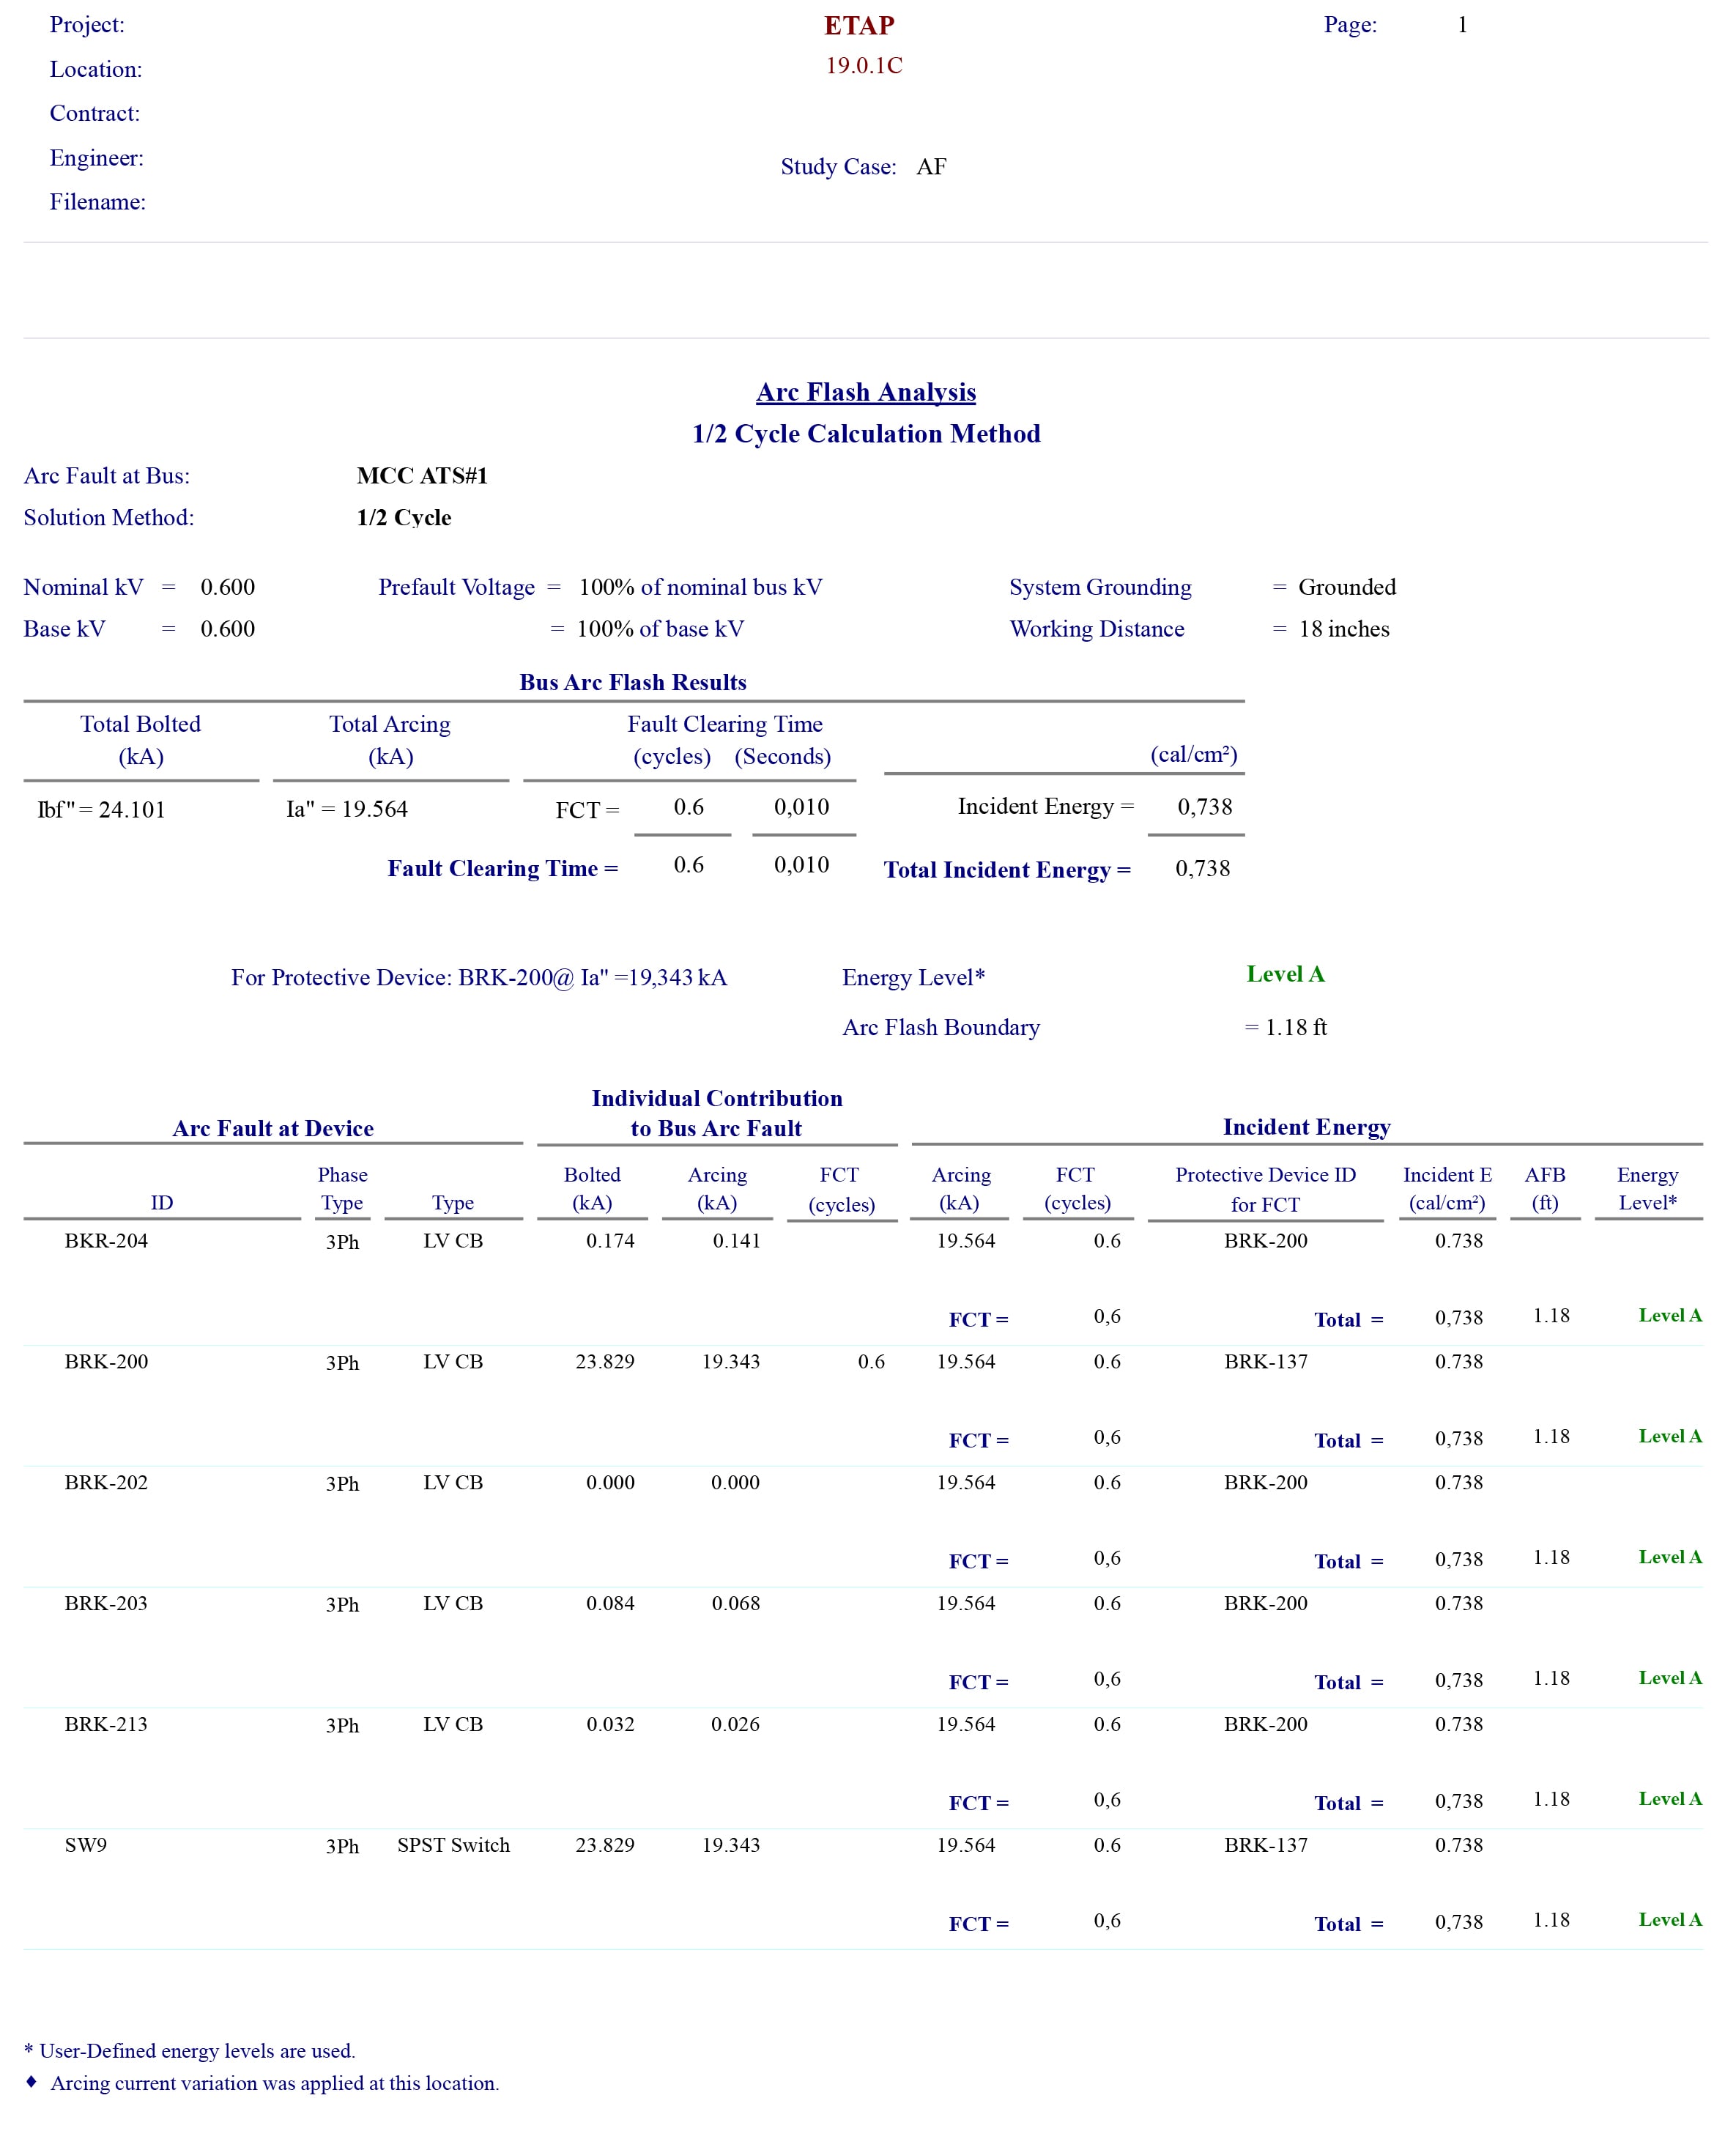 Project: ETAP Page: 1
Location: 19.0.1C
Contract:
Engineer: Study Case: AF
Filename:
Arc Flash Analysis
1/2 Cycle Calculation Method
Arc Fault at Bus: MCC ATS#1
Solution Method: 1/2 Cycle
Nominal kV = 0.600 Prefault Voltage = 100% of nominal bus kV System Grounding = Grounded
Base kV = 0.600 = 100% of base kV Working Distance = 18 inches
Bus Arc Flash Results
Total Bolted Total Arcing Fault Clearing Time
(kA) (kA) (cycles) (Seconds) (cal/cm²)
Ibf" = 24.101 Ia" = 19.564 FCT = 0.6 0,010 Incident Energy = 0,738
Fault Clearing Time = 0.6 0,010 Total Incident Energy = 0,738
For Protective Device: BRK-200@ Ia" =19,343 kA Energy Level* Level A
Arc Flash Boundary = 1.18 ft
Individual Contribution
Arc Fault at Device to Bus Arc Fault Incident Energy
Phase Bolted Arcing FCT Arcing FCT Protective Device ID Incident E AFB Energy
ID Type Type (kA) (kA) (cycles) (kA) (cycles) for FCT (cal/cm²) (ft) Level*
BKR-204 3Ph LV CB 0.174 0.141 19.564 0.6 BRK-200 0.738
FCT = 0,6 Total = 0,738 1.18 Level A
BRK-200 3Ph LV CB 23.829 19.343 0.6 19.564 0.6 BRK-137 0.738
FCT = 0,6 Total = 0,738 1.18 Level A
BRK-202 3Ph LV CB 0.000 0.000 19.564 0.6 BRK-200 0.738
FCT = 0,6 Total = 0,738 1.18 Level A
BRK-203 3Ph LV CB 0.084 0.068 19.564 0.6 BRK-200 0.738
FCT = 0,6 Total = 0,738 1.18 Level A
BRK-213 3Ph LV CB 0.032 0.026 19.564 0.6 BRK-200 0.738
FCT = 0,6 Total = 0,738 1.18 Level A
SW9 3Ph SPST Switch 23.829 19.343 19.564 0.6 BRK-137 0.738
FCT = 0,6 Total = 0,738 1.18 Level A
* User-Defined energy levels are used.
♦ Arcing current variation was applied at this location.